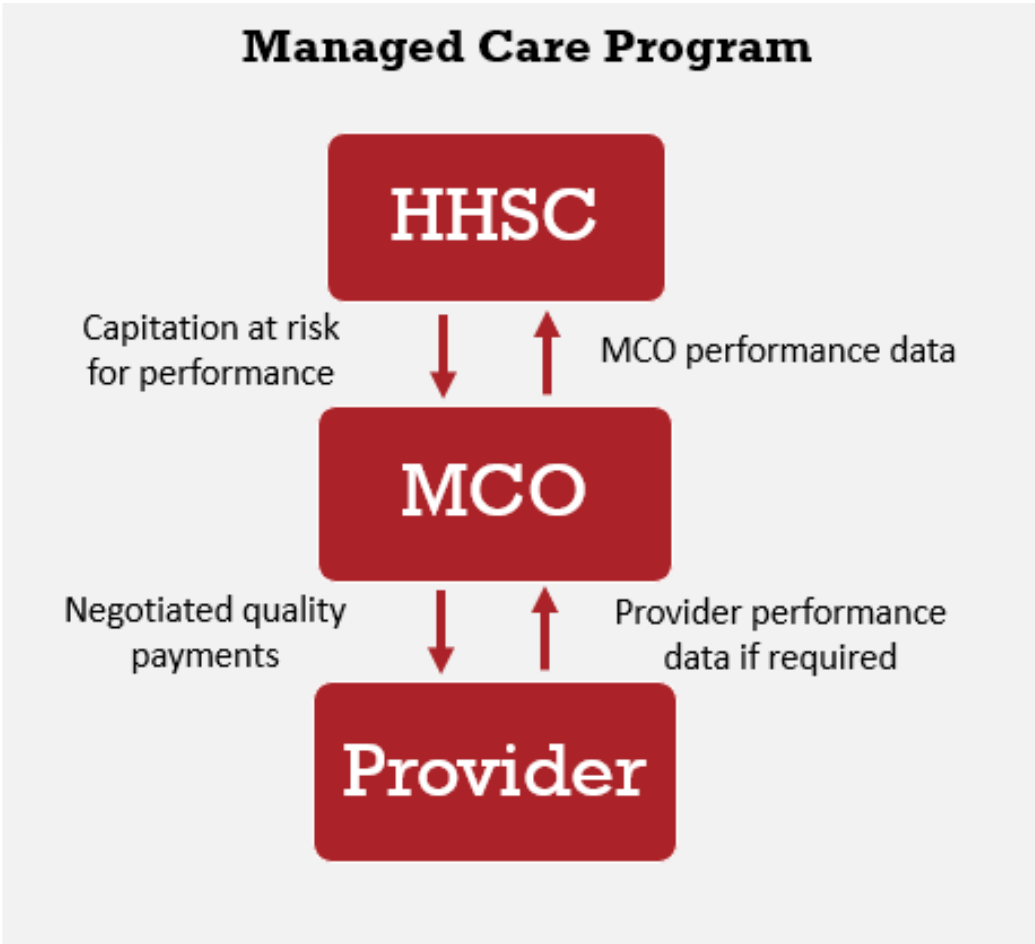 Managed Care Program
HHSC
Capitation at risk
for performance
MCO performance data
MCO
Negotiated quality
payments
Provider performance
data if required
Provider